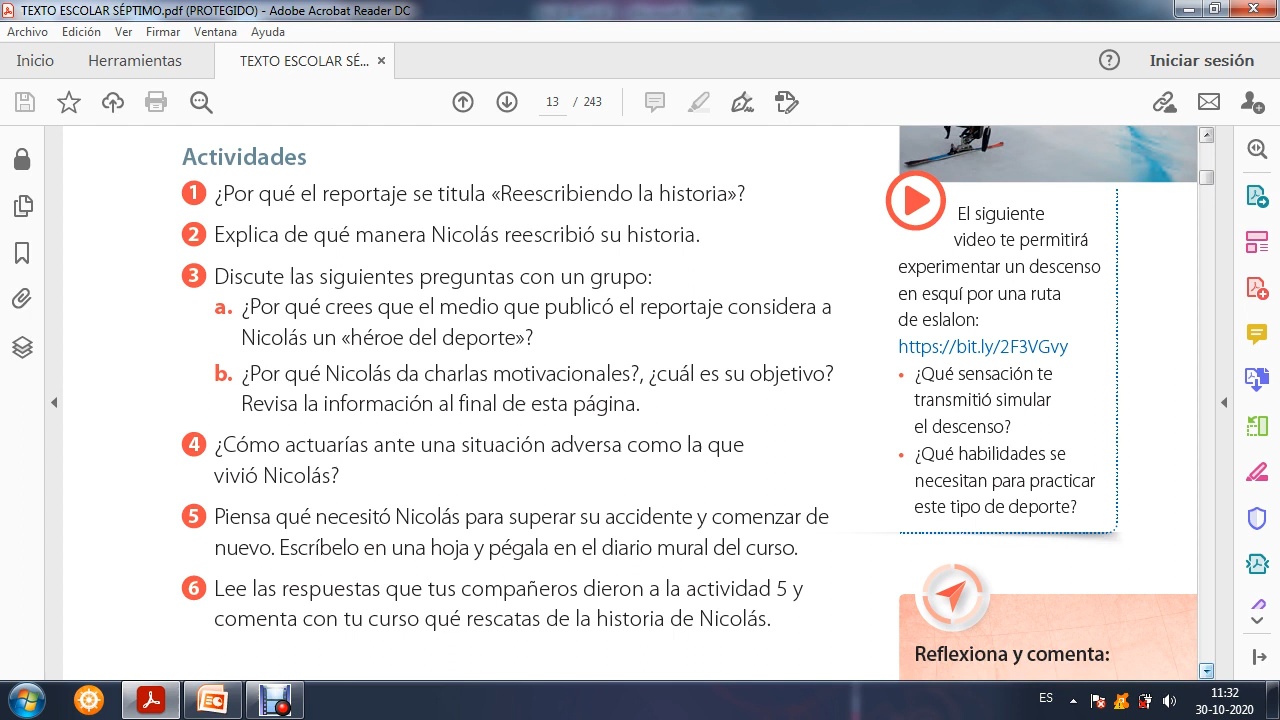 TEXTO ESCOLAR SÉPTIMO.pdf (PROTEGIDO) - Adobe Acrobat Reader DC
Archivo Edición Ver Firmar Ventana Ayuda
Inicio Herramientas TEXTO ESCOLAR SÉ... × ? Iniciar sesión
13 / 243
Actividades
1 ¿Por qué el reportaje se titula «Reescribiendo la historia»?
2 Explica de qué manera Nicolás reescribió su historia.
3 Discute las siguientes preguntas con un grupo:
a. ¿Por qué crees que el medio que publicó el reportaje considera a
Nicolás un «héroe del deporte»?
b. ¿Por qué Nicolás da charlas motivacionales?, ¿cuál es su objetivo?
Revisa la información al final de esta página.
4 ¿Cómo actuarías ante una situación adversa como la que
vivió Nicolás?
5 Piensa qué necesitó Nicolás para superar su accidente y comenzar de
nuevo. Escríbelo en una hoja y pégala en el diario mural del curso.
6 Lee las respuestas que tus compañeros dieron a la actividad 5 y
comenta con tu curso qué rescatas de la historia de Nicolás.
El siguiente
video te permitirá
experimentar un descenso
en esquí por una ruta
de eslalon:
https://bit.ly/2F3VGvy
• ¿Qué sensación te
transmitió simular
el descenso?
• ¿Qué habilidades se
necesitan para practicar
este tipo de deporte?
Reflexiona y comenta:
ES 11:32
30-10-2020